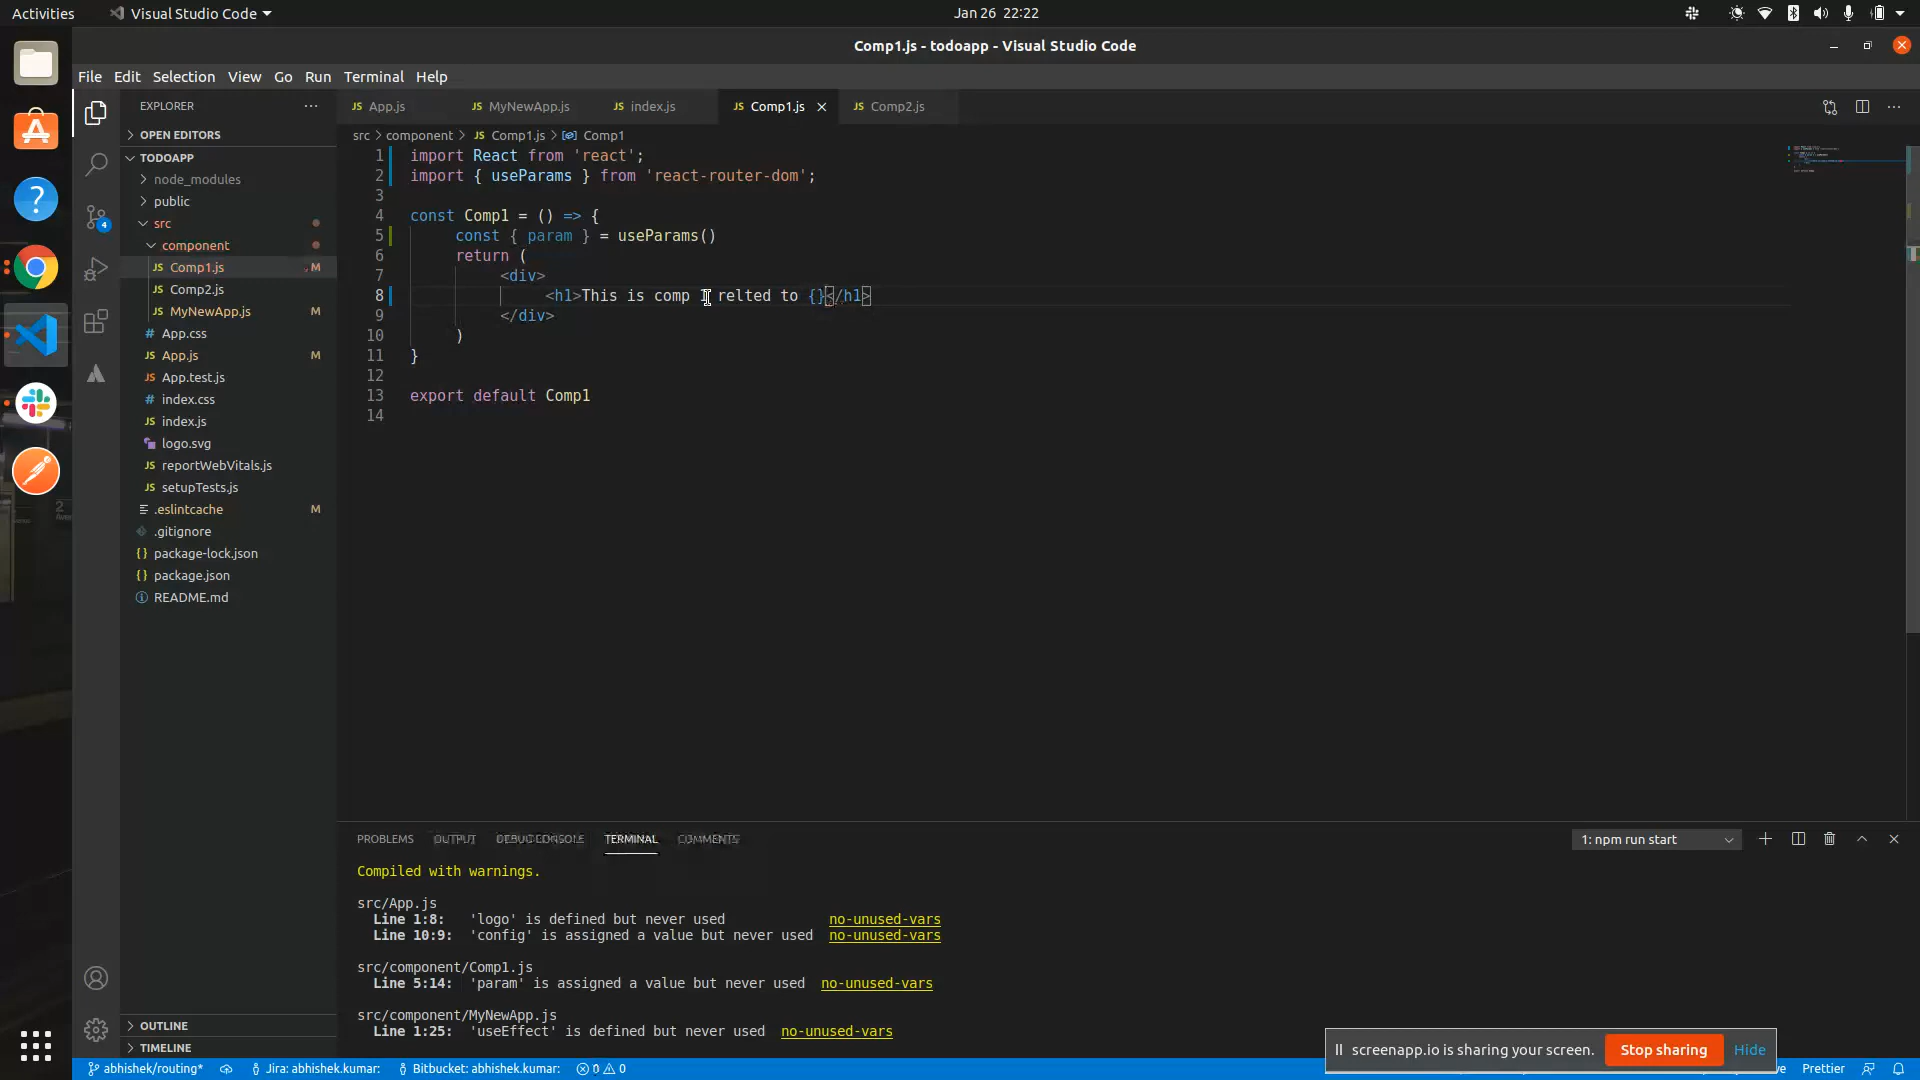 Activities
Visual Studio Code
Jan 26 22:22
Comp1.js - todoapp - Visual Studio Code
File Edit Selection View Go Run Terminal Help
EXPLORER
JS App.js
JS MyNewApp.js
JS index.js
JS Comp1.js
JS Comp2.js
OPEN EDITORS
TODOAPP
node_modules
public
src
component
JS Comp1.js M
JS Comp2.js
JS MyNewApp.js M
# App.css
JS App.js M
JS App.test.js
# index.css
JS index.js
logo.svg
JS reportWebVitals.js
JS setupTests.js
.eslintcache M
.gitignore
{} package-lock.json
{} package.json
README.md
OUTLINE
TIMELINE
4
src > component > JS Comp1.js > Comp1
1 import React from 'react';
2 import { useParams } from 'react-router-dom';
3
4 const Comp1 = () => {
5 const { param } = useParams()
6 return (
7 <div>
8 <h1>This is comp 1 relted to {}</h1>
9 </div>
10 )
11 }
12
13 export default Comp1
14
PROBLEMS OUTPUT DEBUG CONSOLE TERMINAL COMMENTS
1: npm run start
Compiled with warnings.
src/App.js
Line 1:8: 'logo' is defined but never used no-unused-vars
Line 10:9: 'config' is assigned a value but never used no-unused-vars
src/component/Comp1.js
Line 5:14: 'param' is assigned a value but never used no-unused-vars
src/component/MyNewApp.js
Line 1:25: 'useEffect' is defined but never used no-unused-vars
screenapp.io is sharing your screen.
Stop sharing
Hide
abhishek/routing*
Jira: abhishek.kumar:
Bitbucket: abhishek.kumar:
0 0
Prettier